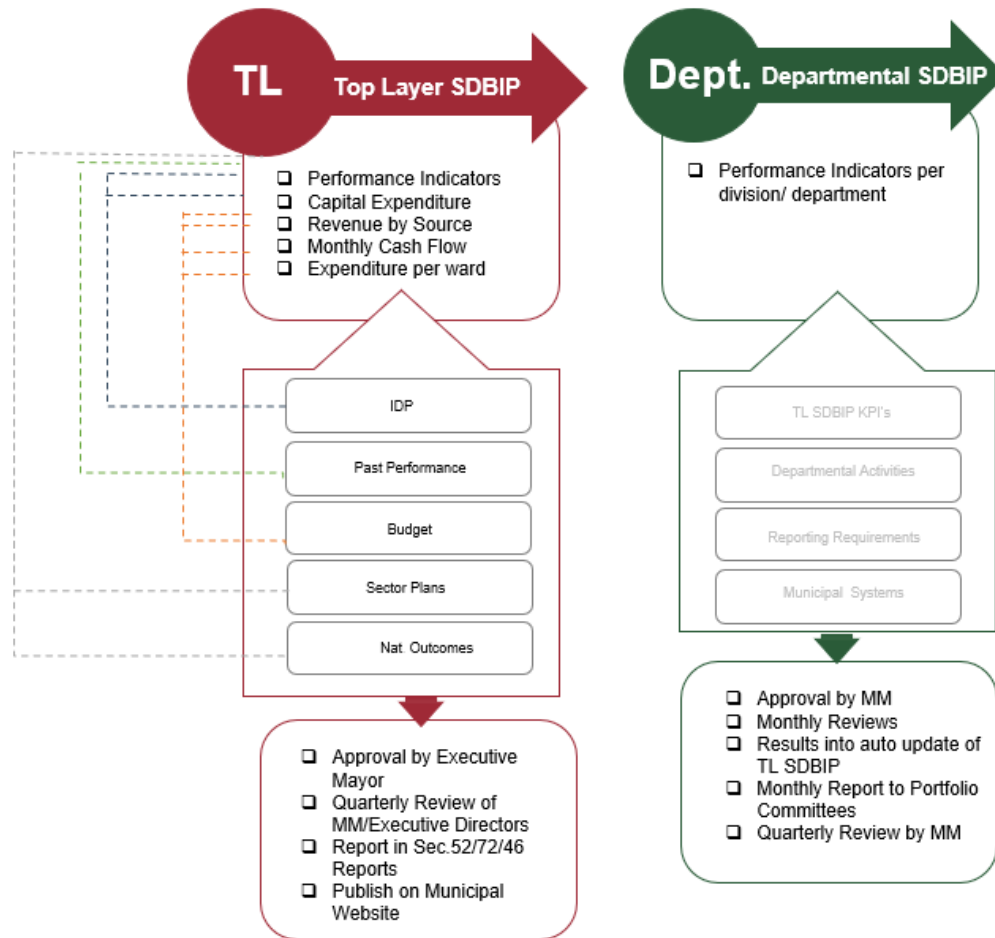 TL
Top Layer SDBIP
❑ Performance Indicators
❑ Capital Expenditure
❑ Revenue by Source
❑ Monthly Cash Flow
❑ Expenditure per ward
IDP
Past Performance
Budget
Sector Plans
Nat. Outcomes
❑ Approval by Executive
Mayor
❑ Quarterly Review of
MM/Executive Directors
❑ Report in Sec.52/72/46
Reports
❑ Publish on Municipal
Website
Dept.
Departmental SDBIP
❑ Performance Indicators per
division/ department
TL SDBIP KPI's
Departmental Activities
Reporting Requirements
Municipal Systems
❑ Approval by MM
❑ Monthly Reviews
❑ Results into auto update of
TL SDBIP
❑ Monthly Report to Portfolio
Committees
❑ Quarterly Review by MM